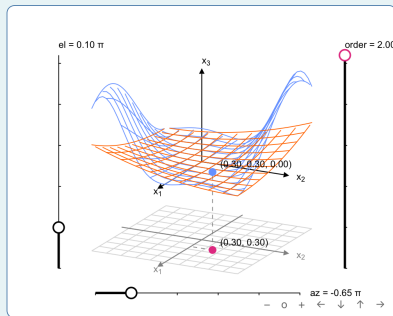 el = 0.10 π
order = 2.00
x3
(0.30, 0.30, 0.00)
x1
x2
(0.30, 0.30)
x1
x2
az = -0.65 π
− o + ← ↓ ↑ →